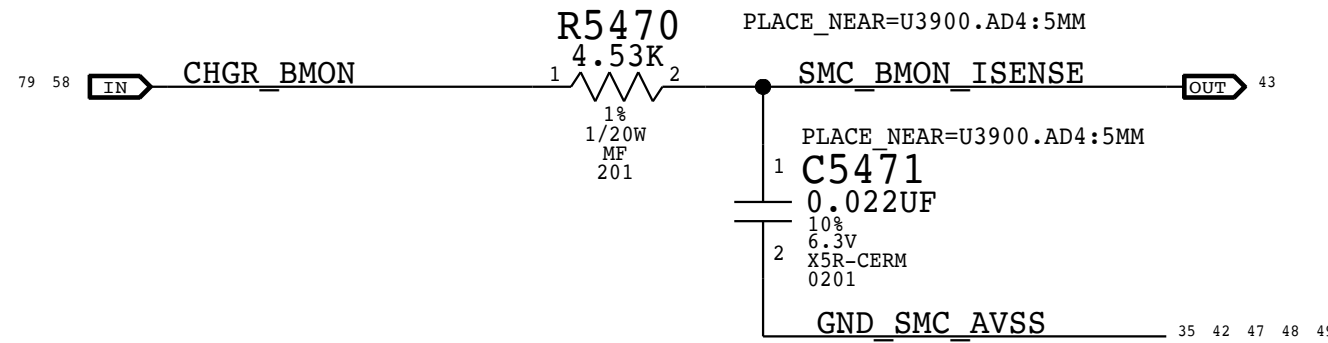 R5470
PLACE_NEAR=U3900.AD4:5MM
4.53K
79 58 IN CHGR_BMON 1 2 SMC_BMON_ISENSE OUT 43
1%
1/20W
MF
201
PLACE_NEAR=U3900.AD4:5MM
1 C5471
0.022UF
10%
6.3V
2 X5R-CERM
0201
GND_SMC_AVSS 35 42 47 48